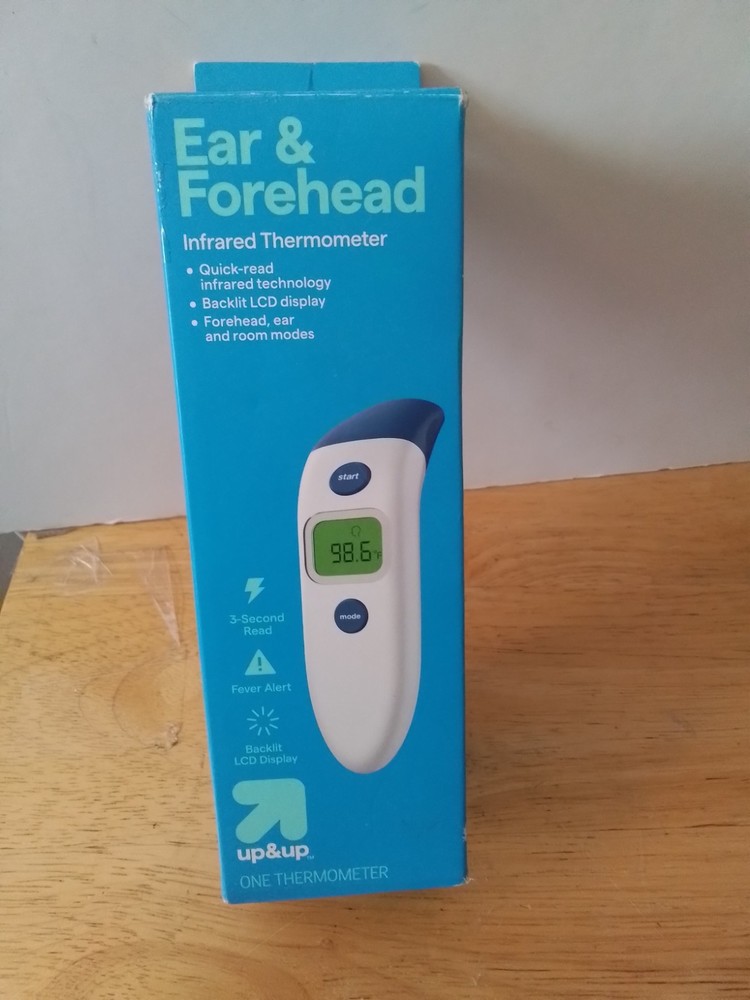 Ear &
Forehead
Infrared Thermometer
• Quick-read
infrared technology
• Backlit LCD display
• Forehead, ear
and room modes
start
98.6°F
mode
3-Second
Read
Fever Alert
Backlit
LCD Display
up&up™
ONE THERMOMETER